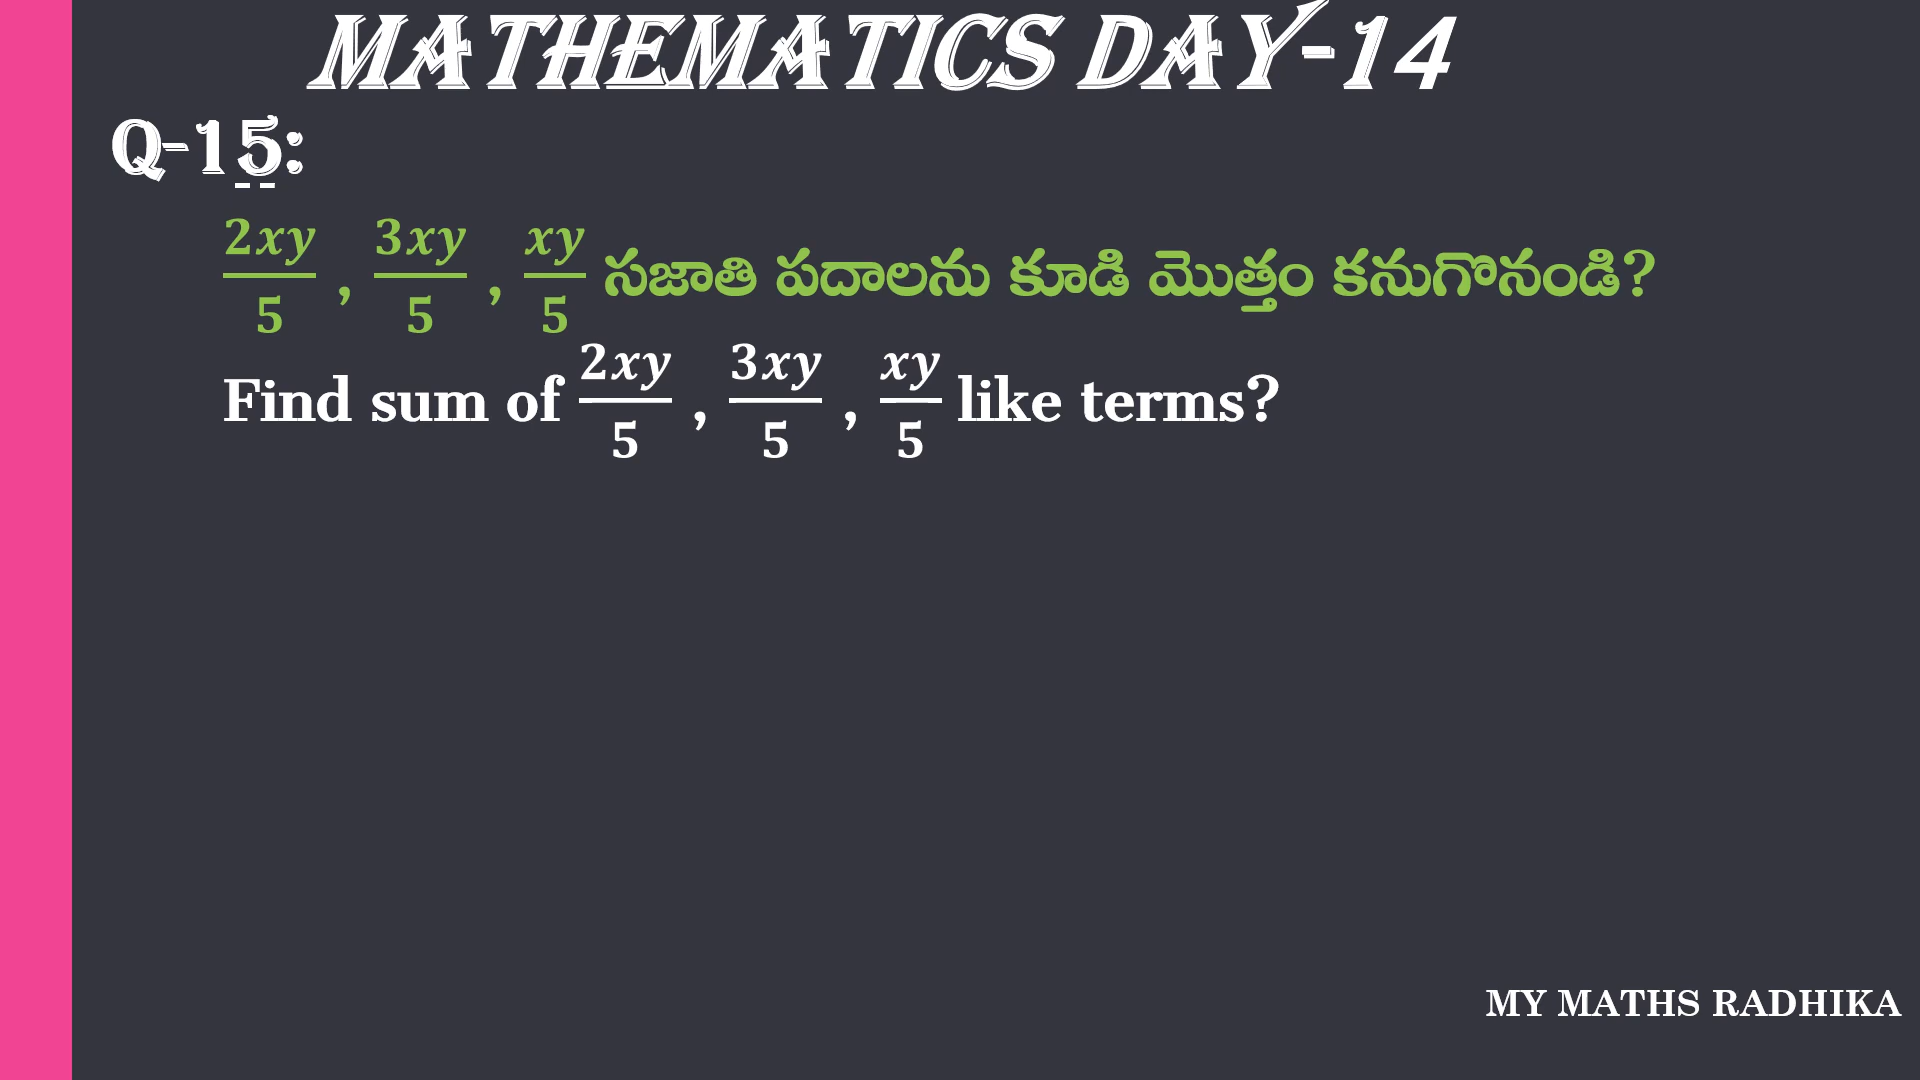 MATHEMATICS DAY-14
Q-15:
2xy/5 , 3xy/5 , xy/5 సజాతి పదాలను కూడి మొత్తం కనుగొనండి?
Find sum of 2xy/5 , 3xy/5 , xy/5 like terms?
MY MATHS RADHIKA